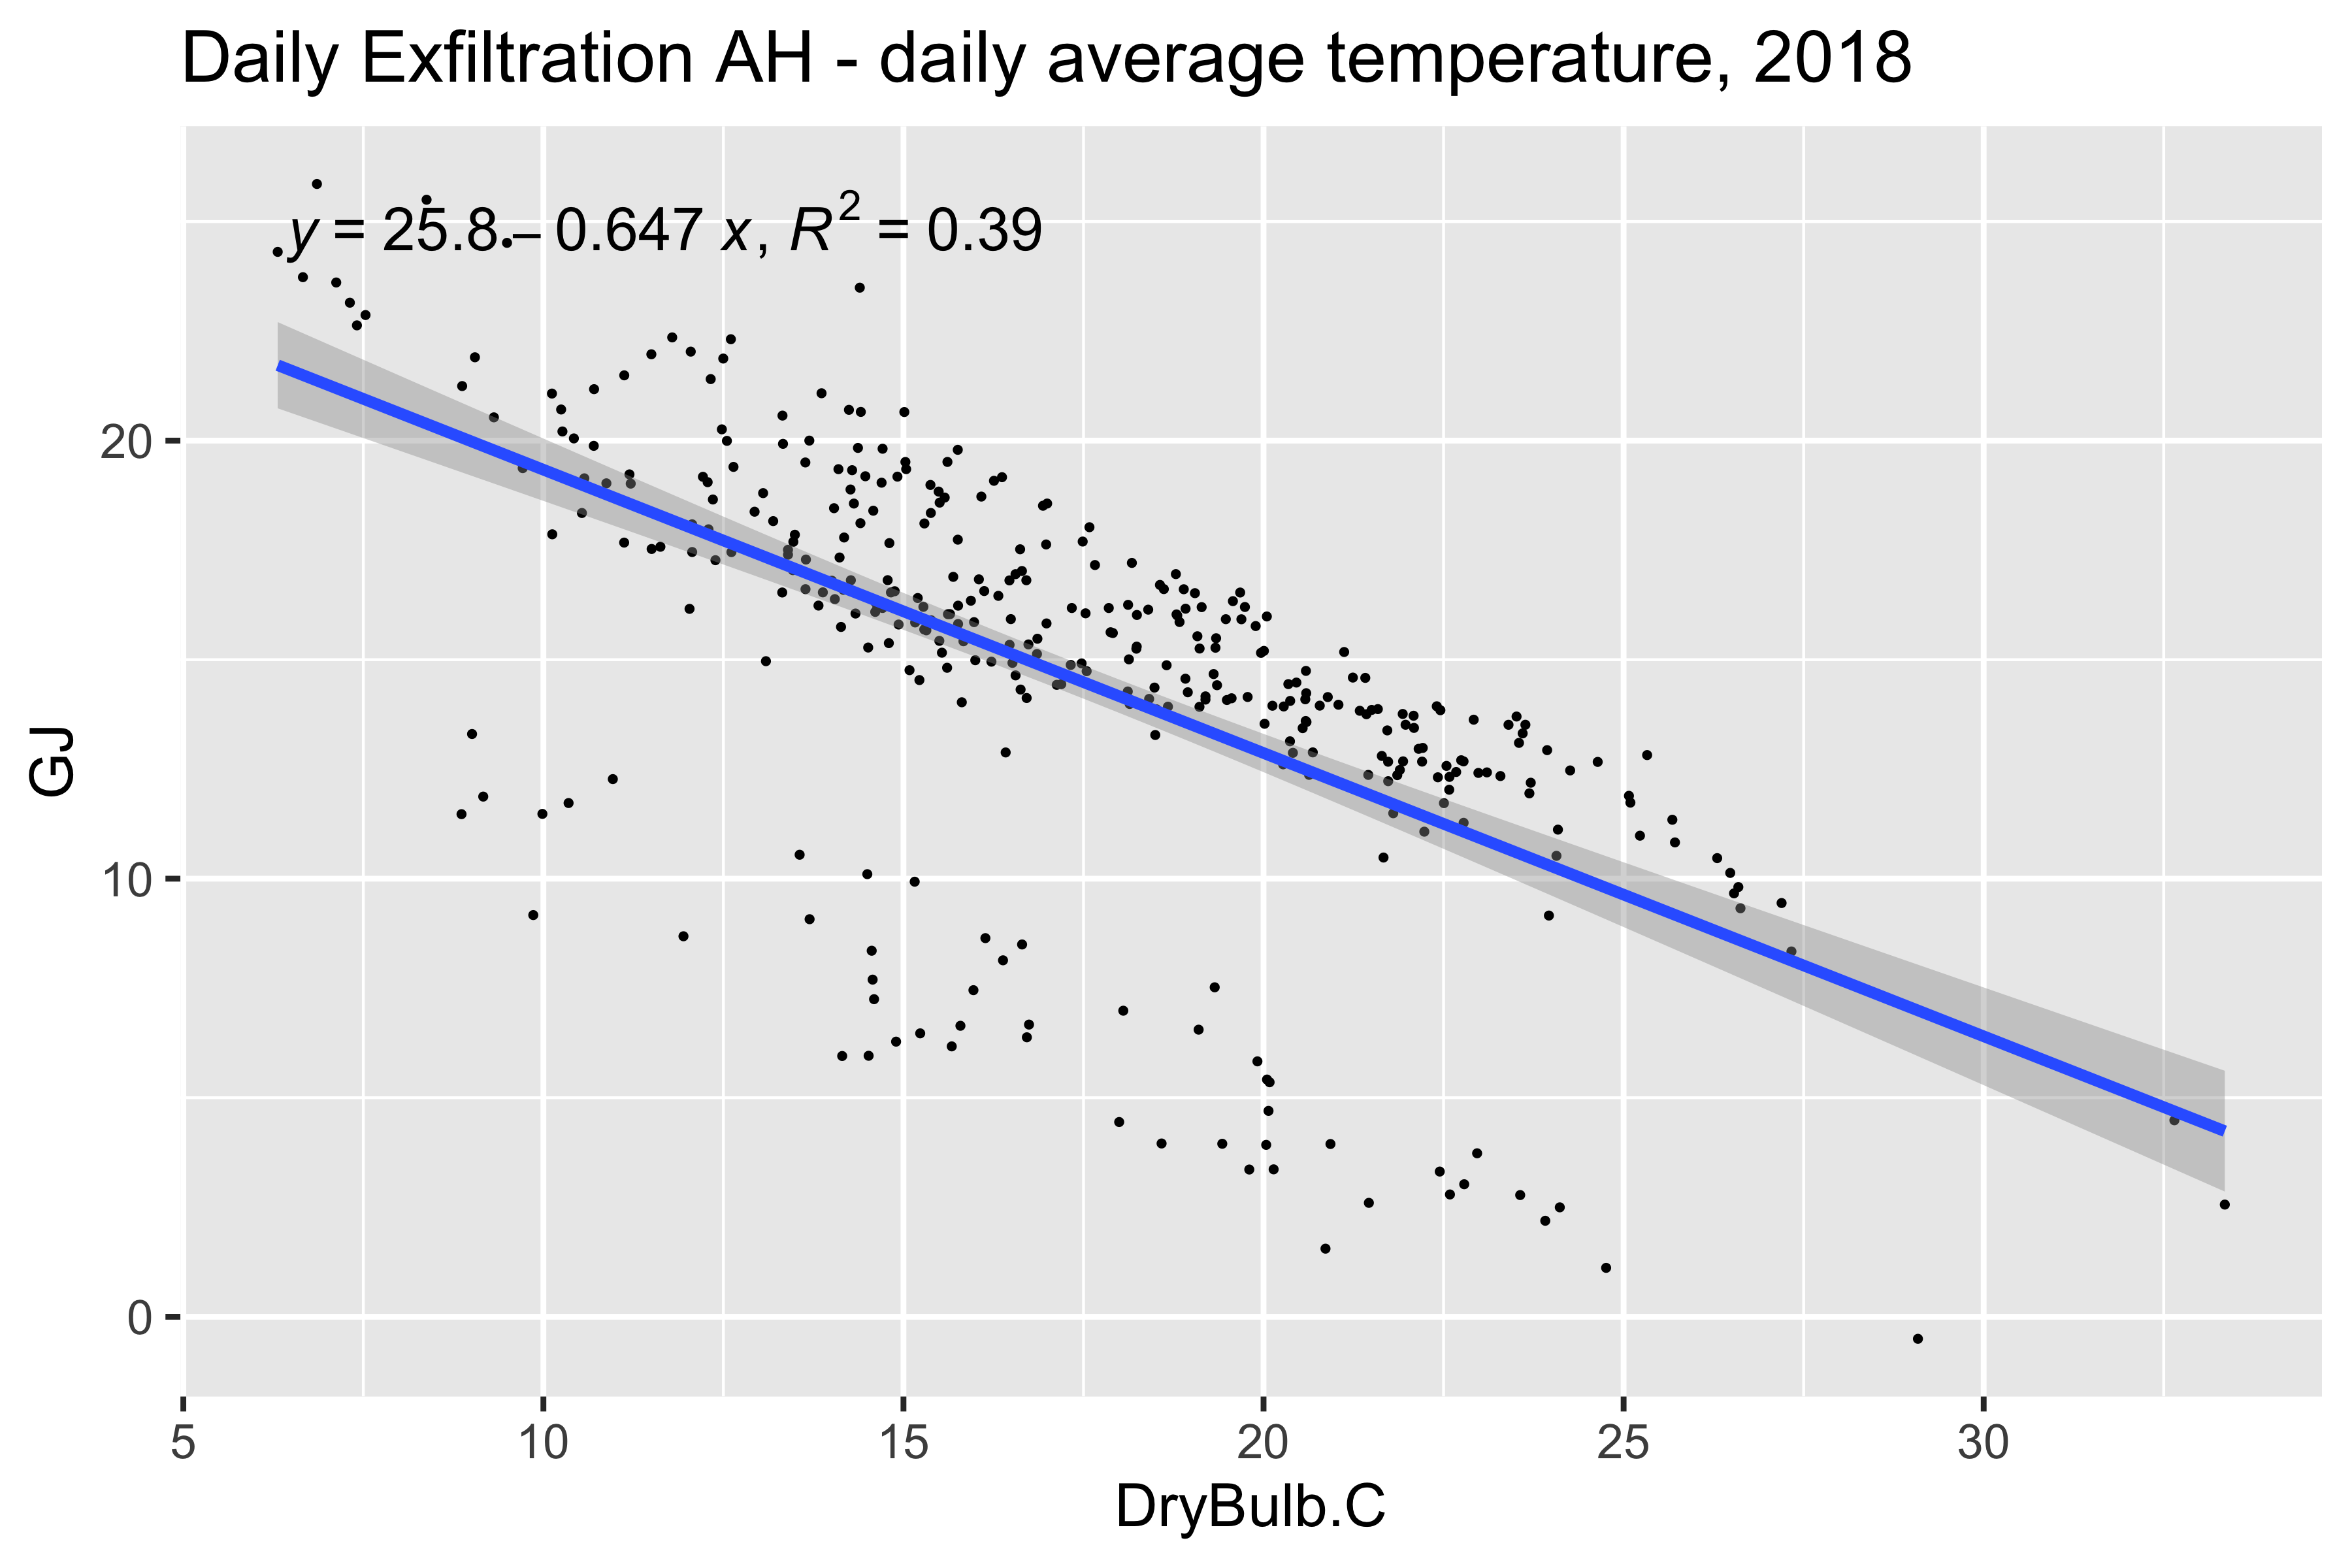 Daily Exfiltration AH - daily average temperature, 2018
y = 25.8 – 0.647 x, R² = 0.39
20
GJ
10
0
5 10 15 20 25 30
DryBulb.C